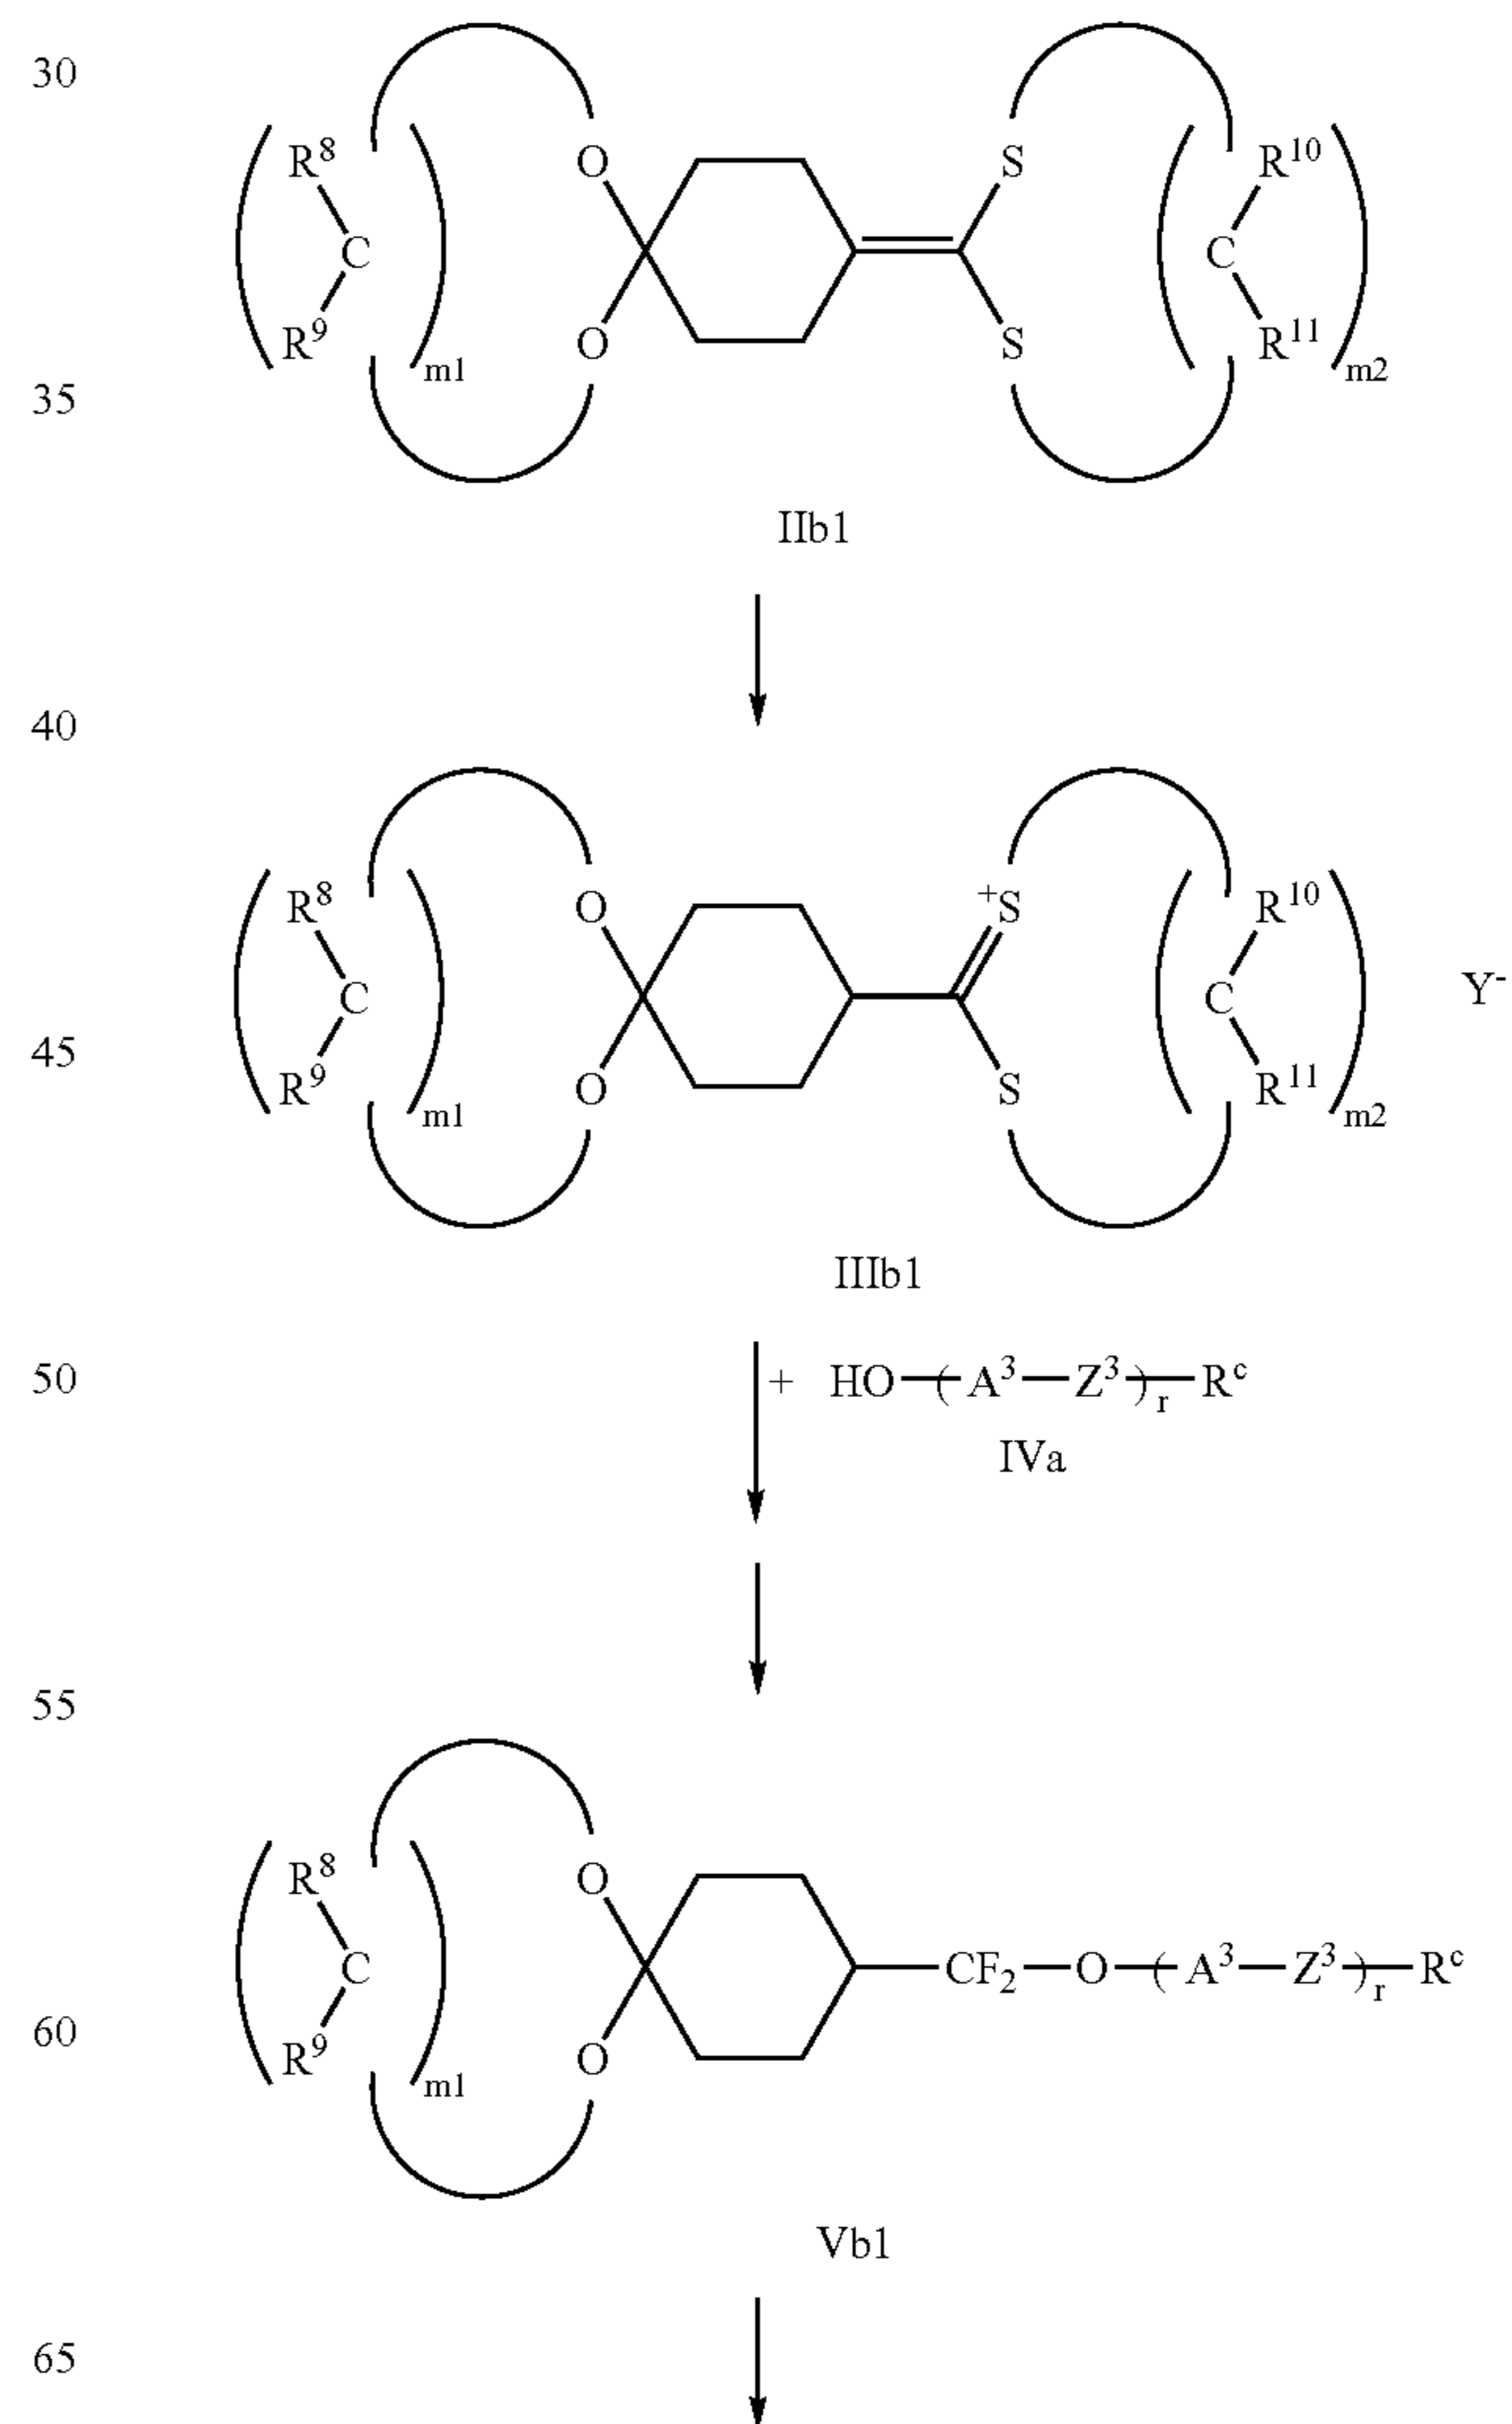 30
R⁸ O S R¹⁰
C C
R⁹ O S R¹¹
m1 m2
35
IIb1
40
R⁸ O ⁺S R¹⁰
C C Y⁻
R⁹ O S R¹¹
45
m1 m2
IIIb1
50 + HO—(A³—Z³)ᵣ—Rᶜ
IVa
55
R⁸ O
C CF₂—O—(A³—Z³)ᵣ—Rᶜ
60
R⁹ O
m1
Vb1
65